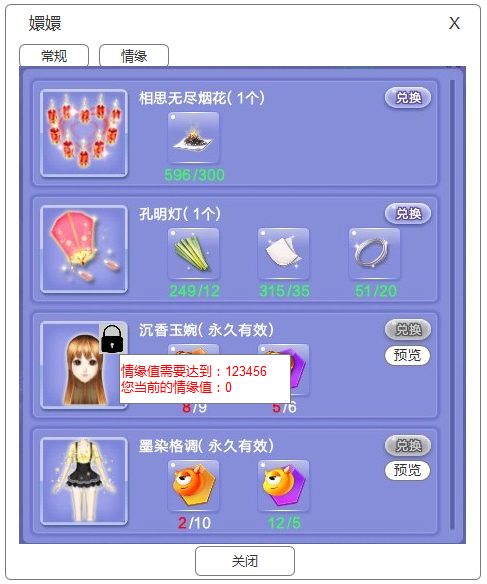 嬛嬛 X
常规 情缘
相思无尽烟花( 1个) 兑换
596/300
孔明灯( 1个) 兑换
249/12 315/35 51/20
沉香玉婉( 永久有效) 兑换
预览
情缘值需要达到：123456
您当前的情缘值：0
8/9 5/6
墨染格调( 永久有效) 兑换
预览
2/10 12/5
关闭